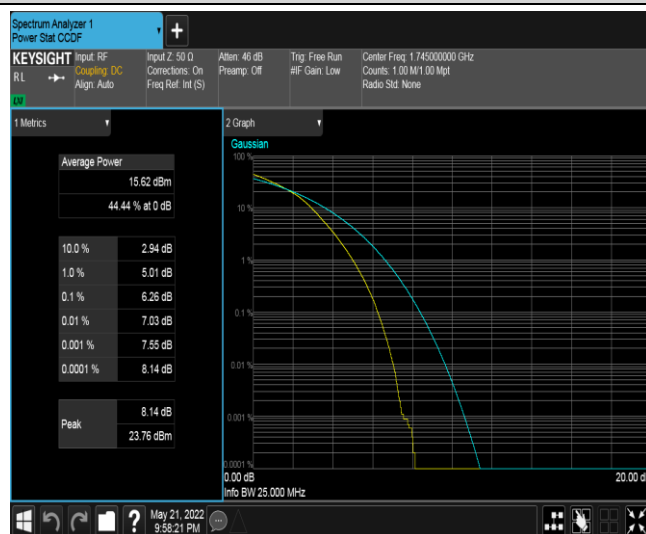 Spectrum Analyzer 1
Power Stat CCDF
+
KEYSIGHT Input: RF Input Z: 50 Ω Atten: 46 dB Trig: Free Run Center Freq: 1.745000000 GHz
RL Coupling: DC Corrections: On Preamp: Off #IF Gain: Low Counts: 1.00 M/1.00 Mpt
Align: Auto Freq Ref: Int (S) Radio Std: None
LXI
1 Metrics
2 Graph
Average Power
15.62 dBm
44.44 % at 0 dB
10.0 % 2.94 dB
1.0 % 5.01 dB
0.1 % 6.26 dB
0.01 % 7.03 dB
0.001 % 7.55 dB
0.0001 % 8.14 dB
Peak 8.14 dB
23.76 dBm
Gaussian
100 %
10 %
1 %
0.1 %
0.01 %
0.001 %
0.0001 %
0.00 dB 20.00 d
Info BW 25.000 MHz
? May 21, 2022
9:58:21 PM